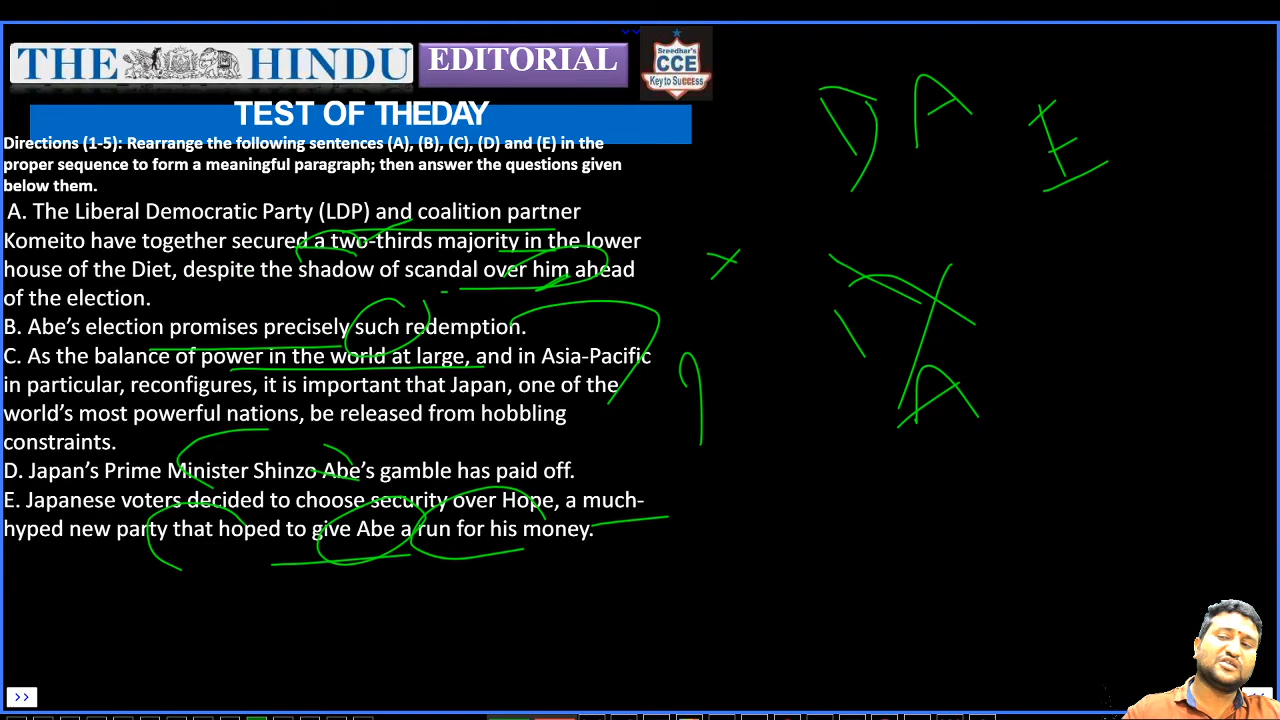 THE HINDU
EDITORIAL
Sreedhar's
CCE
Key to Success
TEST OF THEDAY
Directions (1-5): Rearrange the following sentences (A), (B), (C), (D) and (E) in the
proper sequence to form a meaningful paragraph; then answer the questions given
below them.
A. The Liberal Democratic Party (LDP) and coalition partner
Komeito have together secured a two-thirds majority in the lower
house of the Diet, despite the shadow of scandal over him ahead
of the election.
B. Abe's election promises precisely such redemption.
C. As the balance of power in the world at large, and in Asia-Pacific
in particular, reconfigures, it is important that Japan, one of the
world's most powerful nations, be released from hobbling
constraints.
D. Japan's Prime Minister Shinzo Abe's gamble has paid off.
E. Japanese voters decided to choose security over Hope, a much-
hyped new party that hoped to give Abe a run for his money.
D A E
A
>>